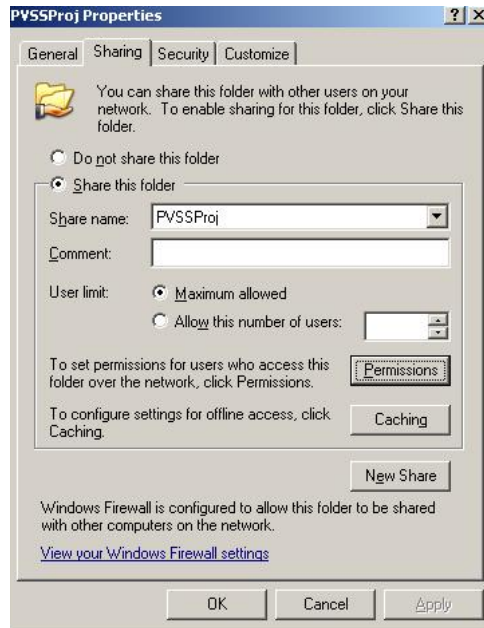 PVSSProj Properties
? X
General Sharing Security Customize
You can share this folder with other users on your
network. To enable sharing for this folder, click Share this
folder.
Do not share this folder
Share this folder
Share name: PVSSProj
Comment:
User limit: Maximum allowed
Allow this number of users:
To set permissions for users who access this
folder over the network, click Permissions.
Permissions
To configure settings for offline access, click
Caching.
Caching
New Share
Windows Firewall is configured to allow this folder to be shared
with other computers on the network.
View your Windows Firewall settings
OK Cancel Apply